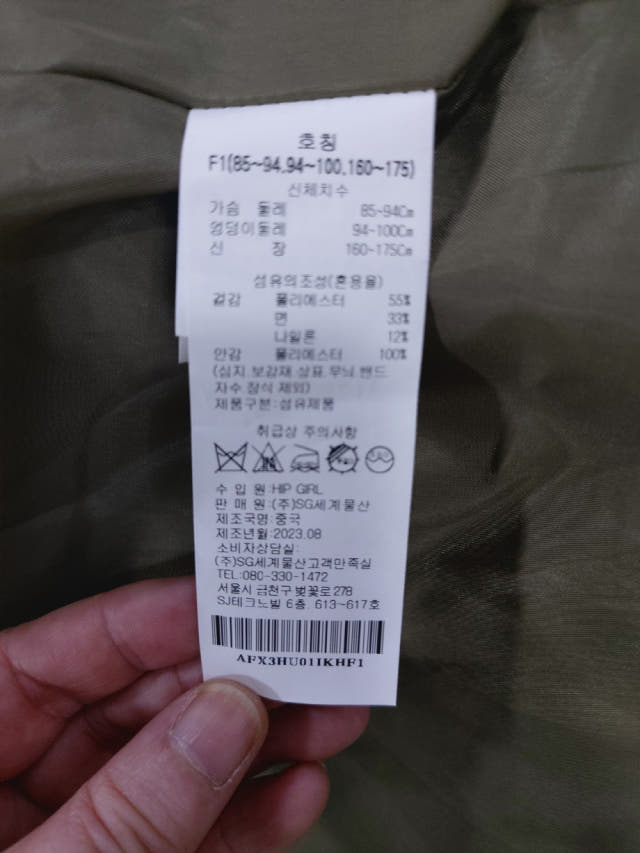 호칭
F1(85~94,94~100,160~175)
신체치수
가슴 둘레 85-94Cm
엉덩이둘레 94-100Cm
신 장 160-175Cm
섬유의조성(혼용율)
겉감 폴리에스터 55%
면 33%
나일론 12%
안감 폴리에스터 100%
(심지.보강재.상표.무늬.밴드.
자수.장식 제외)
제품구분:섬유제품
취급상 주의사항
수 입 원:HIP GIRL
판 매 원:(주)SG세계물산
제조국명:중국
제조년월:2023.08
소비자상담실:
(주)SG세계물산고객만족실
TEL:080-330-1472
서울시 금천구 벚꽃로 278
SJ테크노빌 6층. 613-617호
AFX3HU01IKHF1